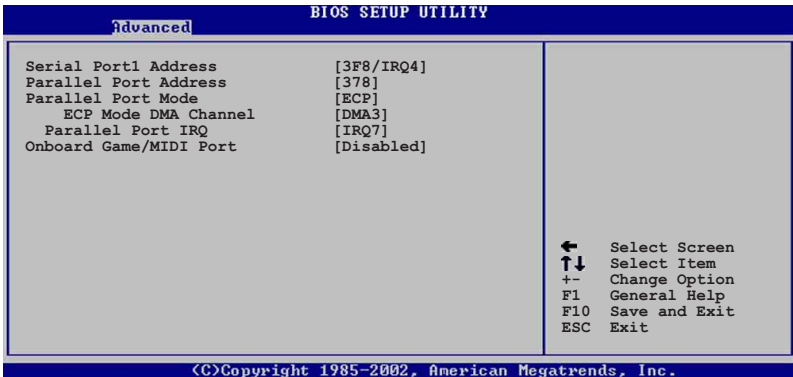 BIOS SETUP UTILITY
Advanced
Serial Port1 Address [3F8/IRQ4]
Parallel Port Address [378]
Parallel Port Mode [ECP]
ECP Mode DMA Channel [DMA3]
Parallel Port IRQ [IRQ7]
Onboard Game/MIDI Port [Disabled]
← Select Screen
↑↓ Select Item
+- Change Option
F1 General Help
F10 Save and Exit
ESC Exit
(C)Copyright 1985-2002, American Megatrends, Inc.